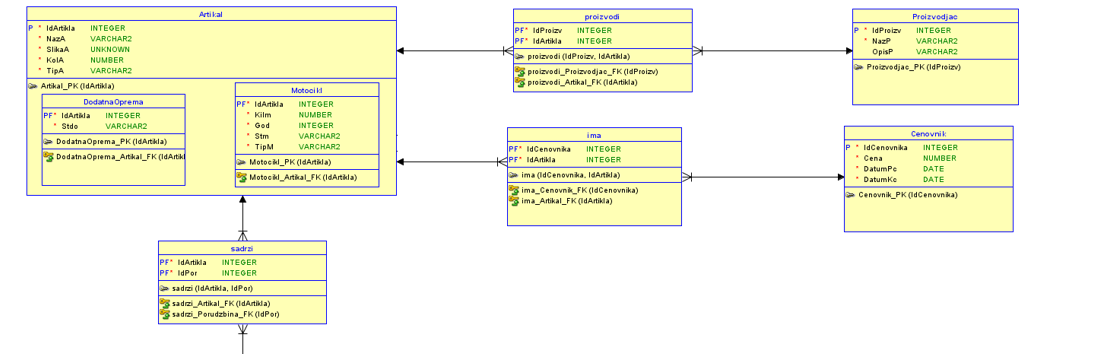 Artikal
P * IdArtikla INTEGER
* NazA VARCHAR2
* SlikaA UNKNOWN
* KolA NUMBER
* TipA VARCHAR2
Artikal_PK (IdArtikla)
DodatnaOprema
PF* IdArtikla INTEGER
* Stdo VARCHAR2
DodatnaOprema_PK (IdArtikla)
DodatnaOprema_Artikal_FK (IdArtikl
Motocikl
PF* IdArtikla INTEGER
* Kilm NUMBER
* God INTEGER
* Stm VARCHAR2
* TipM VARCHAR2
Motocikl_PK (IdArtikla)
Motocikl_Artikal_FK (IdArtikla)
proizvodi
PF* IdProizv INTEGER
PF* IdArtikla INTEGER
proizvodi (IdProizv, IdArtikla)
proizvodi_Proizvodjac_FK (IdProizv)
proizvodi_Artikal_FK (IdArtikla)
Proizvodjac
P * IdProizv INTEGER
* NazP VARCHAR2
OpisP VARCHAR2
Proizvodjac_PK (IdProizv)
ima
PF* IdCenovnika INTEGER
PF* IdArtikla INTEGER
ima (IdCenovnika, IdArtikla)
ima_Cenovnik_FK (IdCenovnika)
ima_Artikal_FK (IdArtikla)
Cenovnik
P * IdCenovnika INTEGER
* Cena NUMBER
* DatumPc DATE
* DatumKc DATE
Cenovnik_PK (IdCenovnika)
sadrzi
PF* IdArtikla INTEGER
PF* IdPor INTEGER
sadrzi (IdArtikla, IdPor)
sadrzi_Artikal_FK (IdArtikla)
sadrzi_Porudzbina_FK (IdPor)